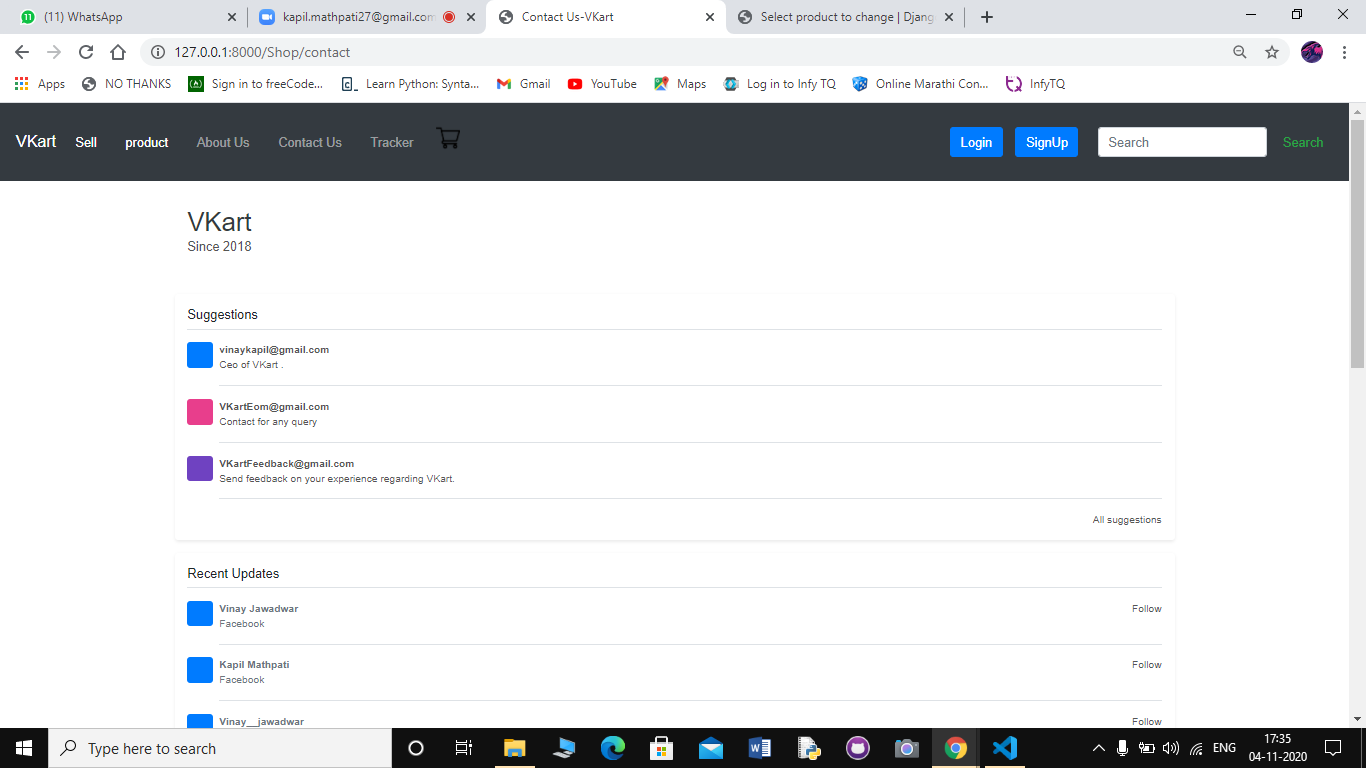 (11) WhatsApp
kapil.mathpati27@gmail.com
Contact Us-VKart
Select product to change | Djang
127.0.0.1:8000/Shop/contact
Apps NO THANKS Sign in to freeCode... Learn Python: Synta... Gmail YouTube Maps Log in to Infy TQ Online Marathi Con... InfyTQ
VKart Sell product About Us Contact Us Tracker Login SignUp Search Search
VKart
Since 2018
Suggestions
vinaykapil@gmail.com
Ceo of VKart .
VKartEom@gmail.com
Contact for any query
VKartFeedback@gmail.com
Send feedback on your experience regarding VKart.
All suggestions
Recent Updates
Vinay Jawadwar Follow
Facebook
Kapil Mathpati Follow
Facebook
Vinay__jawadwar Follow
Type here to search
ENG
17:35
04-11-2020